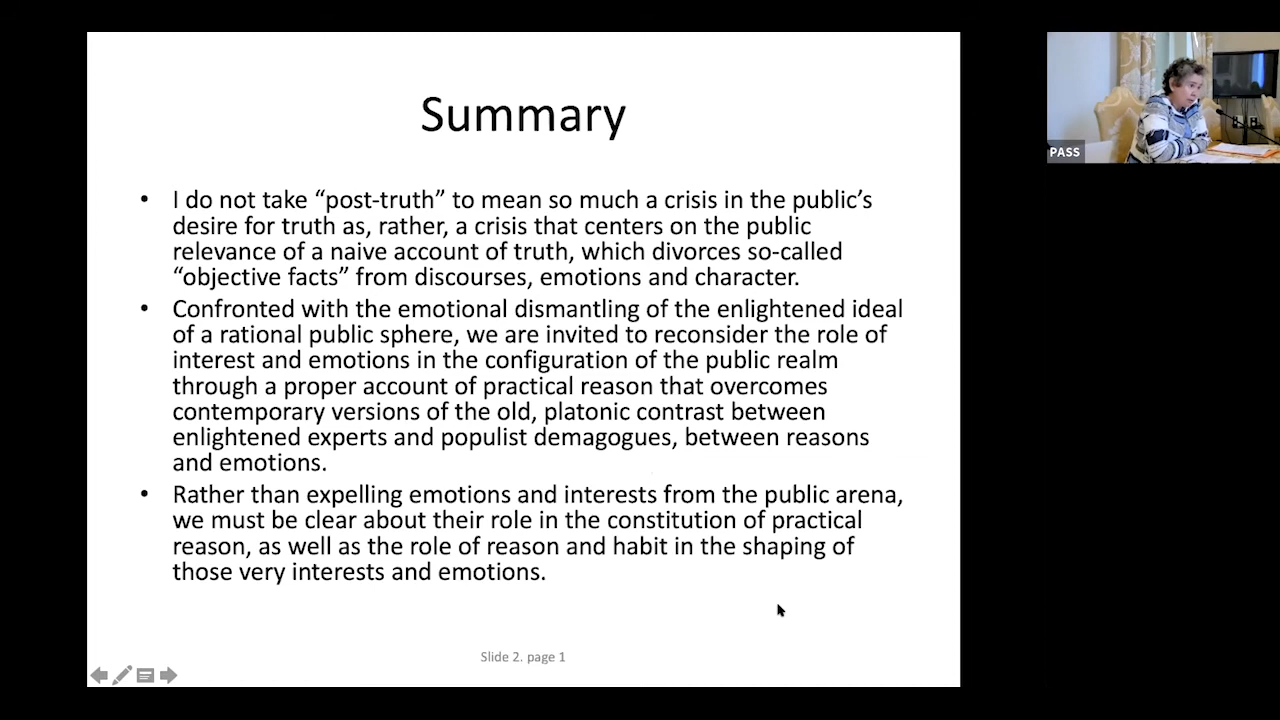 Summary
• I do not take “post-truth” to mean so much a crisis in the public’s
desire for truth as, rather, a crisis that centers on the public
relevance of a naive account of truth, which divorces so-called
“objective facts” from discourses, emotions and character.
• Confronted with the emotional dismantling of the enlightened ideal
of a rational public sphere, we are invited to reconsider the role of
interest and emotions in the configuration of the public realm
through a proper account of practical reason that overcomes
contemporary versions of the old, platonic contrast between
enlightened experts and populist demagogues, between reasons
and emotions.
• Rather than expelling emotions and interests from the public arena,
we must be clear about their role in the constitution of practical
reason, as well as the role of reason and habit in the shaping of
those very interests and emotions.
Slide 2. page 1
PASS